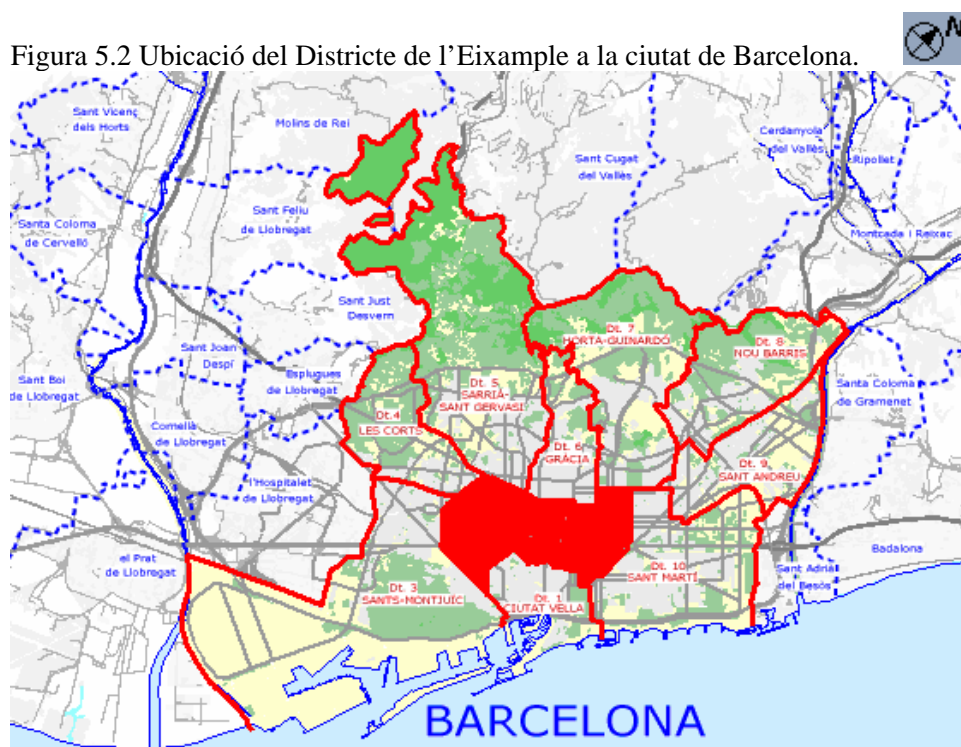 N
Figura 5.2 Ubicació del Districte de l’Eixample a la ciutat de Barcelona.
Sant Vicenç
dels Horts
Molins de Rei
Cerdanyola
del Vallès
Ripollet
Sant Cugat
del Vallès
Santa Coloma
de Cervelló
Sant Feliu
de Llobregat
Montcada i Reixac
Sant Just
Desvern
Dt. 7
HORTA-GUINARDÓ
Dt. 8
NOU BARRIS
Sant Joan
Despí
Sant Boi
de Llobregat
Esplugues
de Llobregat
Dt. 5
SARRIÀ-
SANT GERVASI
Santa Coloma
de Gramenet
Dt.4
LES CORTS
Cornellà
de Llobregat
Dt. 6
GRÀCIA
Dt. 9
SANT ANDREU
l'Hospitalet
de Llobregat
el Prat
de Llobregat
Badalona
Sant Adrià
del Besòs
Dt. 10
SANT MARTÍ
Dt. 3
SANTS-MONTJUÏC
Dt. 1
CIUTAT VELLA
BARCELONA